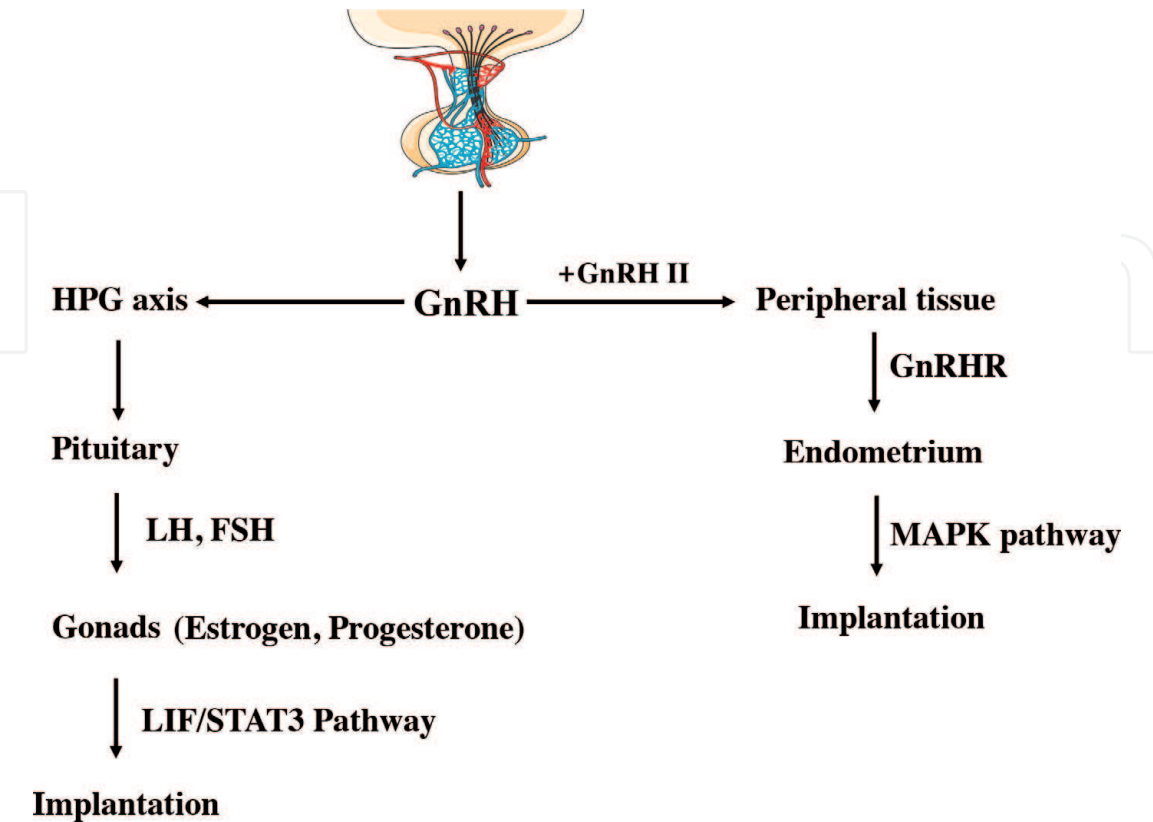 +GnRH II
HPG axis
GnRH
Peripheral tissue
GnRHR
Pituitary
Endometrium
LH, FSH
MAPK pathway
Gonads (Estrogen, Progesterone)
Implantation
LIF/STAT3 Pathway
Implantation